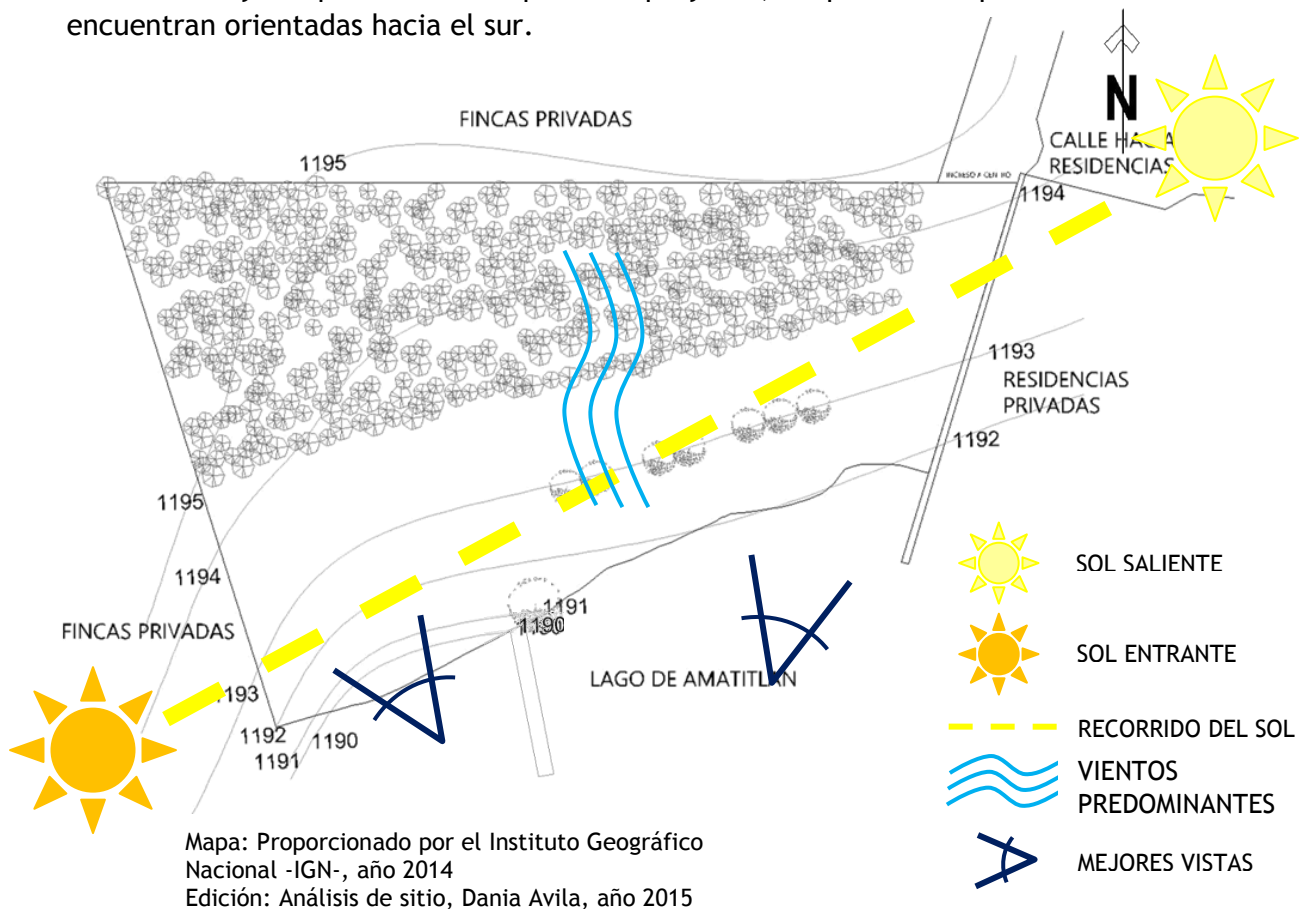 encuentran orientadas hacia el sur.
N
FINCAS PRIVADAS
CALLE HACIA
RESIDENCIAS
1195
INGRESO A
1194
1193
RESIDENCIAS
PRIVADAS
1192
1195
1194
FINCAS PRIVADAS
1191
1190
LAGO DE AMATITLAN
1193
1192
1190
1191
SOL SALIENTE
SOL ENTRANTE
RECORRIDO DEL SOL
VIENTOS
PREDOMINANTES
MEJORES VISTAS
Mapa: Proporcionado por el Instituto Geográfico
Nacional -IGN-, año 2014
Edición: Análisis de sitio, Dania Avila, año 2015